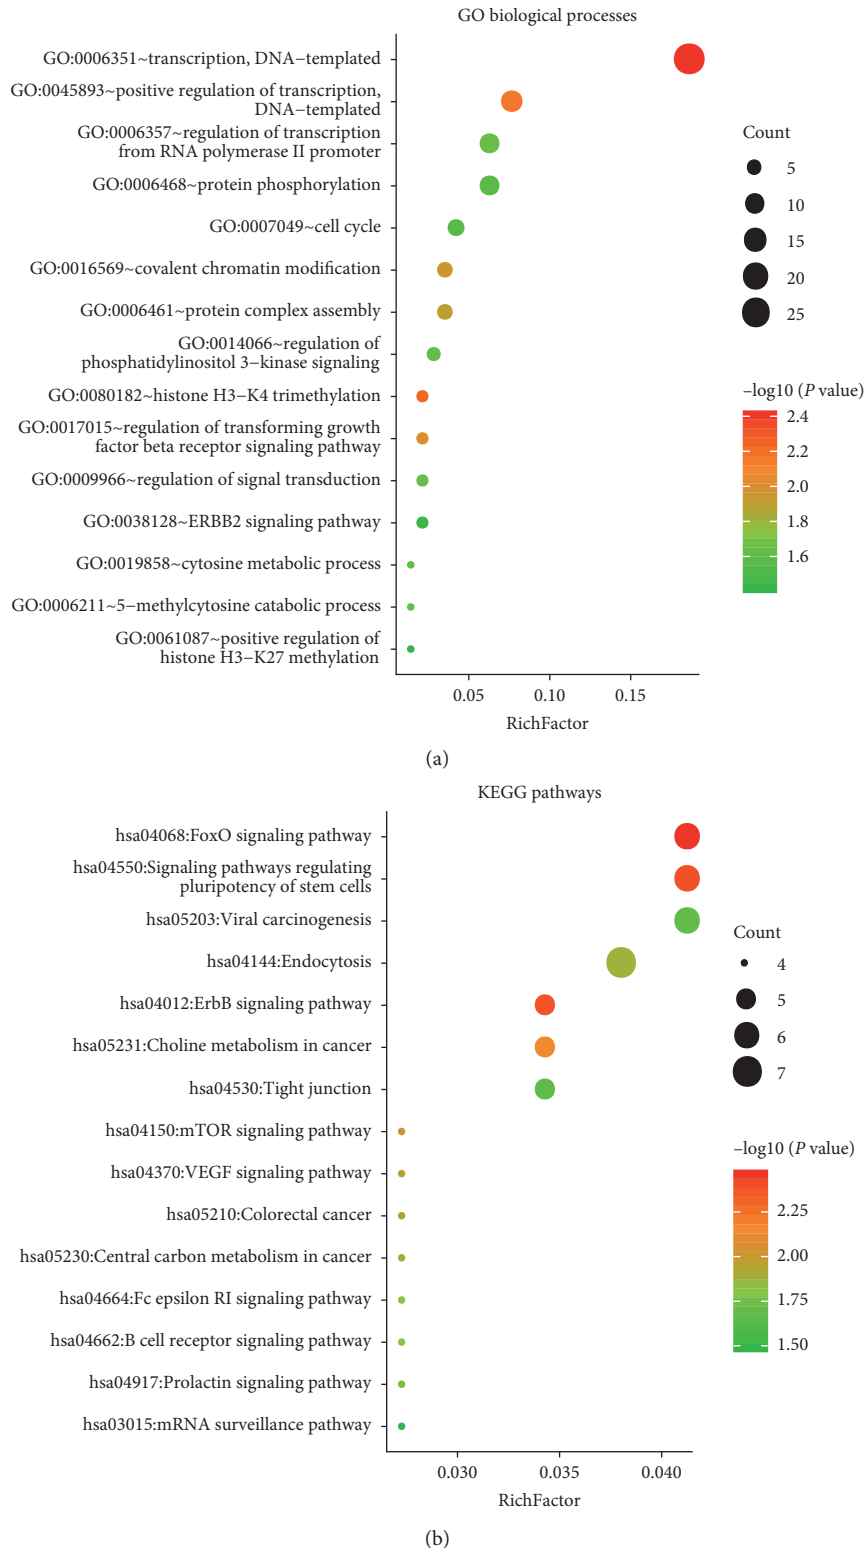 GO biological processes
GO:0006351~transcription, DNA−templated
GO:0045893~positive regulation of transcription,
DNA−templated
GO:0006357~regulation of transcription
from RNA polymerase II promoter
GO:0006468~protein phosphorylation
GO:0007049~cell cycle
GO:0016569~covalent chromatin modification
GO:0006461~protein complex assembly
GO:0014066~regulation of
phosphatidylinositol 3−kinase signaling
GO:0080182~histone H3−K4 trimethylation
GO:0017015~regulation of transforming growth
factor beta receptor signaling pathway
GO:0009966~regulation of signal transduction
GO:0038128~ERBB2 signaling pathway
GO:0019858~cytosine metabolic process
GO:0006211~5−methylcytosine catabolic process
GO:0061087~positive regulation of
histone H3−K27 methylation
0.05 0.10 0.15
RichFactor
Count
5
10
15
20
25
–log10 (P value)
2.4
2.2
2.0
1.8
1.6
(a)
KEGG pathways
hsa04068:FoxO signaling pathway
hsa04550:Signaling pathways regulating
pluripotency of stem cells
hsa05203:Viral carcinogenesis
hsa04144:Endocytosis
hsa04012:ErbB signaling pathway
hsa05231:Choline metabolism in cancer
hsa04530:Tight junction
hsa04150:mTOR signaling pathway
hsa04370:VEGF signaling pathway
hsa05210:Colorectal cancer
hsa05230:Central carbon metabolism in cancer
hsa04664:Fc epsilon RI signaling pathway
hsa04662:B cell receptor signaling pathway
hsa04917:Prolactin signaling pathway
hsa03015:mRNA surveillance pathway
0.030 0.035 0.040
RichFactor
Count
4
5
6
7
–log10 (P value)
2.25
2.00
1.75
1.50
(b)